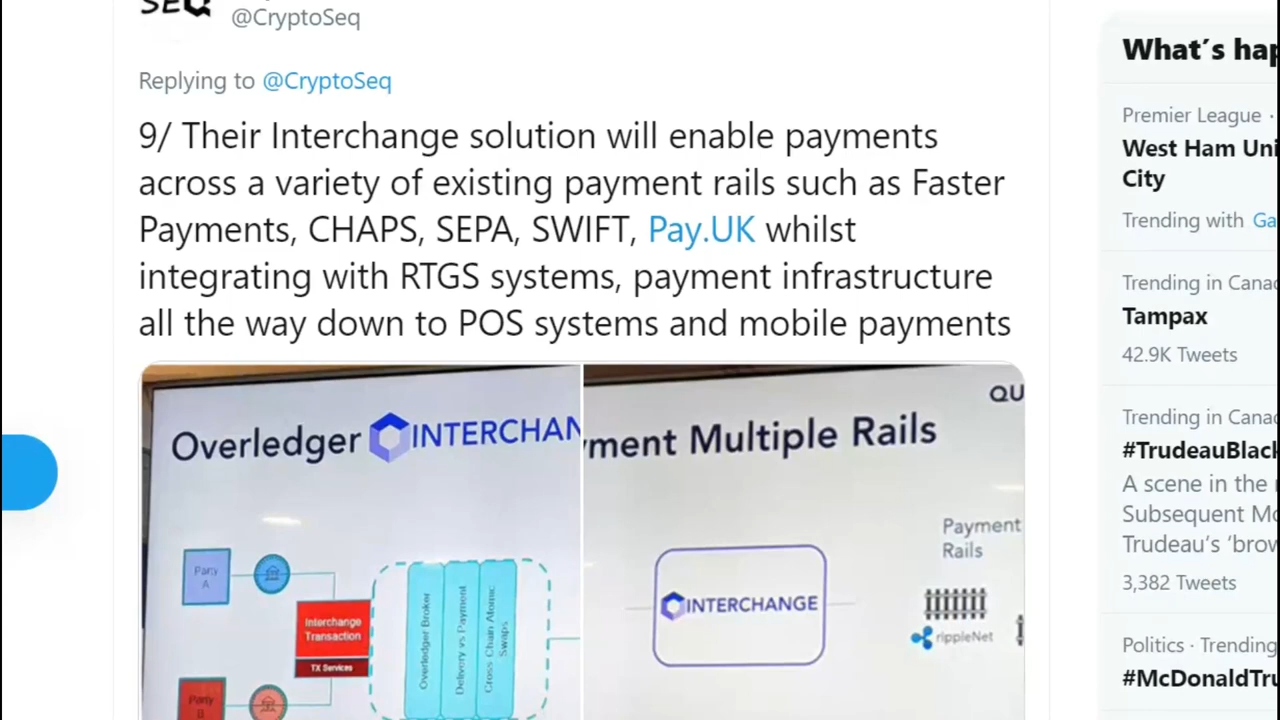 SEQ
@CryptoSeq
Replying to @CryptoSeq
9/ Their Interchange solution will enable payments
across a variety of existing payment rails such as Faster
Payments, CHAPS, SEPA, SWIFT, Pay.UK whilst
integrating with RTGS systems, payment infrastructure
all the way down to POS systems and mobile payments
Overledger INTERCHAN
Party
A
Interchange
Transaction
TX Services
Party
B
Overledger Broker
Delivery vs Payment
Cross Chain Atomic
Swaps
QU
ment Multiple Rails
INTERCHANGE
Payment
Rails
rippleNet
What's hap
Premier League ·
West Ham Uni
City
Trending with Ga
Trending in Canad
Tampax
42.9K Tweets
Trending in Canad
#TrudeauBlack
A scene in the
Subsequent Mo
Trudeau's 'brow
3,382 Tweets
Politics · Trending
#McDonaldTru